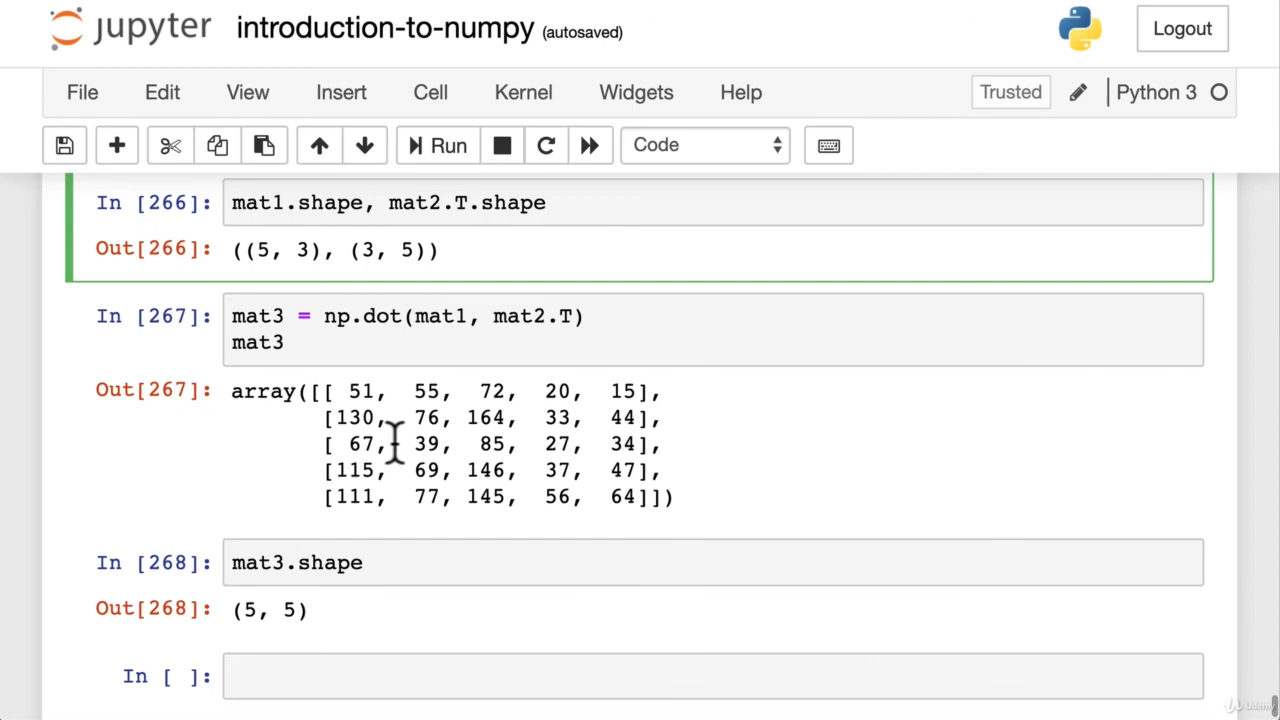 jupyter introduction-to-numpy (autosaved) Logout
File Edit View Insert Cell Kernel Widgets Help Trusted Python 3
Run Code
In [266]: mat1.shape, mat2.T.shape
Out[266]: ((5, 3), (3, 5))
In [267]: mat3 = np.dot(mat1, mat2.T)
mat3
Out[267]: array([[ 51, 55, 72, 20, 15],
[130, 76, 164, 33, 44],
[ 67, 39, 85, 27, 34],
[115, 69, 146, 37, 47],
[111, 77, 145, 56, 64]])
In [268]: mat3.shape
Out[268]: (5, 5)
In [ ]:
Udemy